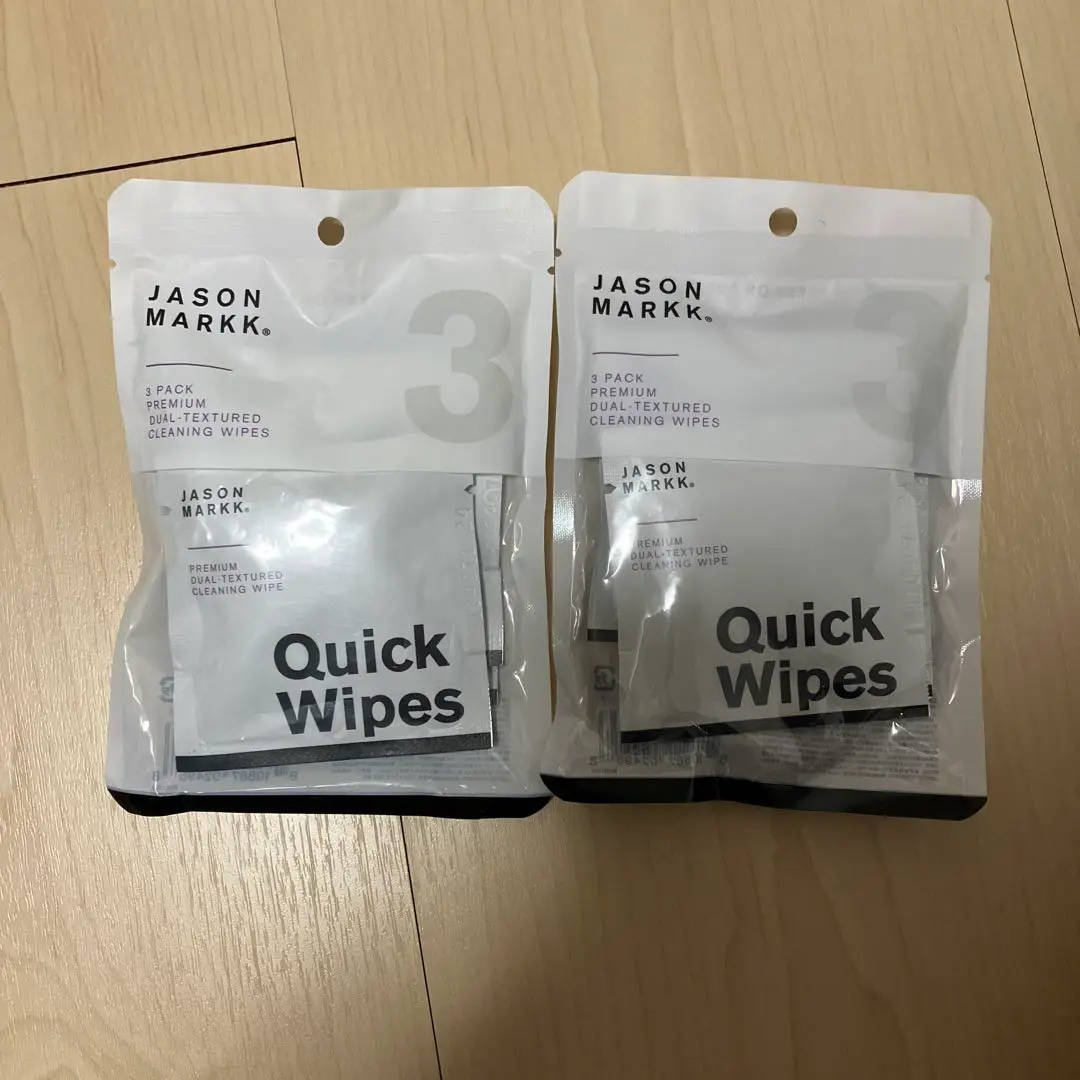 JASON
MARKK®
3
3 PACK
PREMIUM
DUAL-TEXTURED
CLEANING WIPES
JASON
MARKK®
PREMIUM
DUAL-TEXTURED
CLEANING WIPE
Quick
Wipes
JASON
MARKK®
3
3 PACK
PREMIUM
DUAL-TEXTURED
CLEANING WIPES
JASON
MARKK®
PREMIUM
DUAL-TEXTURED
CLEANING WIPE
Quick
Wipes